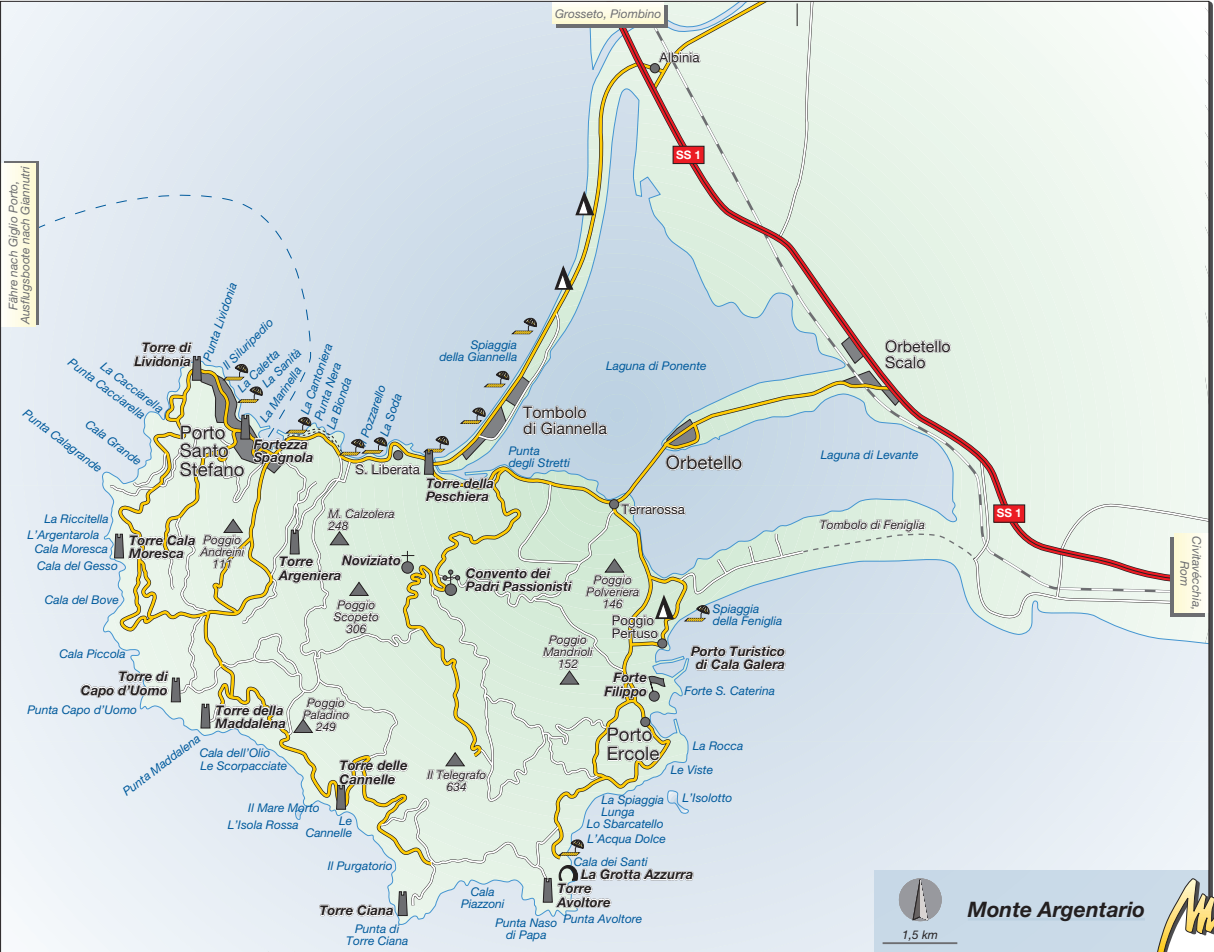 Grosseto, Piombino
Albinia
SS 1
Fähre nach Giglio Porto,
Ausflugsboote nach Giannutri
Punta Lividonia
Il Siluripedio
La Caletta
La Sanità
La Marinella
La Cantoniera
Punta Nera
La Bionda
Pozzarello
La Soda
Torre di
Lividonia
La Cacciarella
Punta Cacciarella
Cala Grande
Punta Calagrande
Porto
Santo
Stefano
Fortezza
Spagnola
S. Liberata
Torre della
Peschiera
Spiaggia
della Giannella
Tombolo
di Giannella
Punta
degli Stretti
Laguna di Ponente
Orbetello
Scalo
Orbetello
Laguna di Levante
Terrarossa
SS 1
Tombolo di Feniglia
Civitavécchia,
Rom
La Riccitella
L'Argentarola
Cala Moresca
Cala del Gesso
Torre Cala
Moresca
Poggio
Andreini
111
Torre
Argeniera
M. Calzolera
248
Noviziato
Convento dei
Padri Passionisti
Poggio
Scopeto
306
Poggio
Polveriera
146
Poggio
Pertuso
Spiaggia
della Feniglia
Cala del Bove
Cala Piccola
Poggio
Mandrioli
152
Porto Turistico
di Cala Galera
Forte
Filippo
Forte S. Caterina
Torre di
Capo d'Uomo
Punta Capo d'Uomo
Torre della
Maddalena
Punta Maddalena
Poggio
Paladino
249
Porto
Ercole
La Rocca
Le Viste
Cala dell'Olio
Le Scorpacciate
Torre delle
Cannelle
Il Telegrafo
634
Il Mare Morto
L'Isola Rossa
Le
Cannelle
La Spiaggia
Lunga
L'Isolotto
Lo Sbarcatello
L'Acqua Dolce
Cala dei Santi
La Grotta Azzurra
Il Purgatorio
Torre Ciana
Punta di
Torre Ciana
Cala
Piazzoni
Torre
Avoltore
Punta Naso
di Papa
Punta Avoltore
1,5 km
Monte Argentario